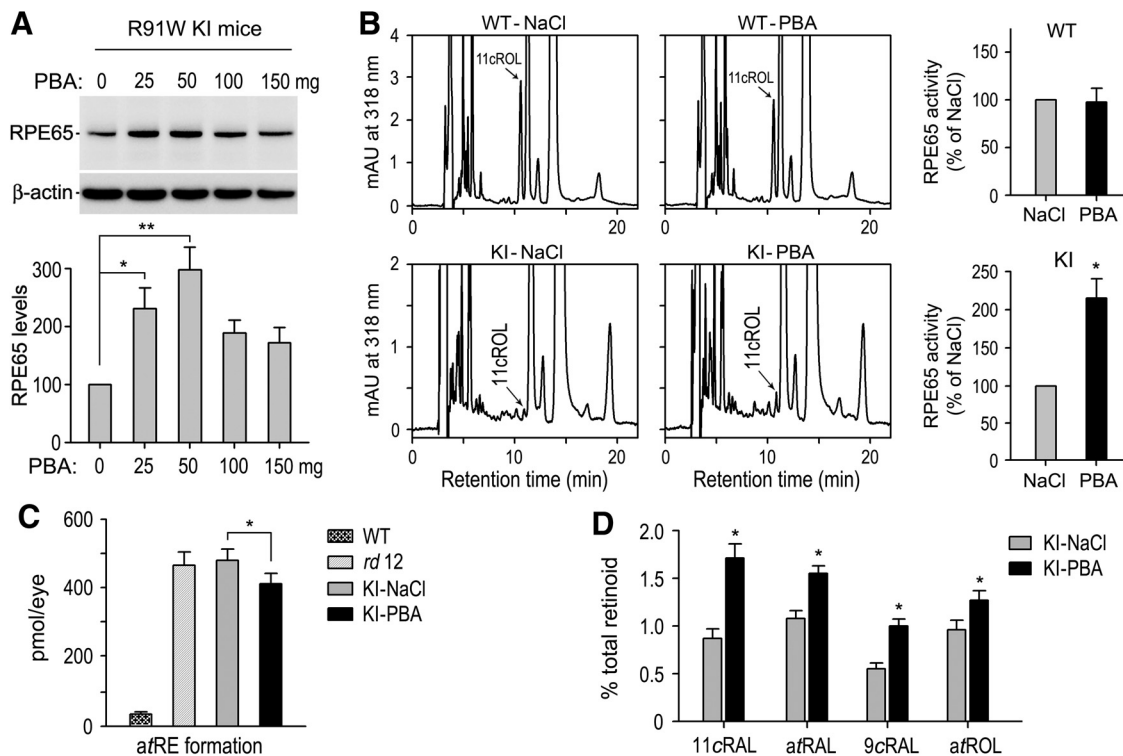 A
R91W KI mice
PBA: 0 25 50 100 150 mg
RPE65
β-actin
** 
*
300
200
100
0
RPE65 levels
PBA: 0 25 50 100 150 mg
B
WT-NaCl
11cROL
4
3
2
1
0
mAU at 318 nm
0 10 20
WT-PBA
11cROL
0 10 20
WT
200
150
100
50
0
RPE65 activity
(% of NaCl)
NaCl PBA
KI-NaCl
11cROL
2
1
0
mAU at 318 nm
0 10 20
Retention time (min)
KI-PBA
11cROL
0 10 20
Retention time (min)
KI
*
250
200
150
100
50
0
RPE65 activity
(% of NaCl)
NaCl PBA
C
600
400
200
0
pmol/eye
*
WT
rd 12
KI-NaCl
KI-PBA
atRE formation
D
2.0
1.5
1.0
0.5
0
% total retinoid
* * * *
KI-NaCl
KI-PBA
11cRAL atRAL 9cRAL atROL